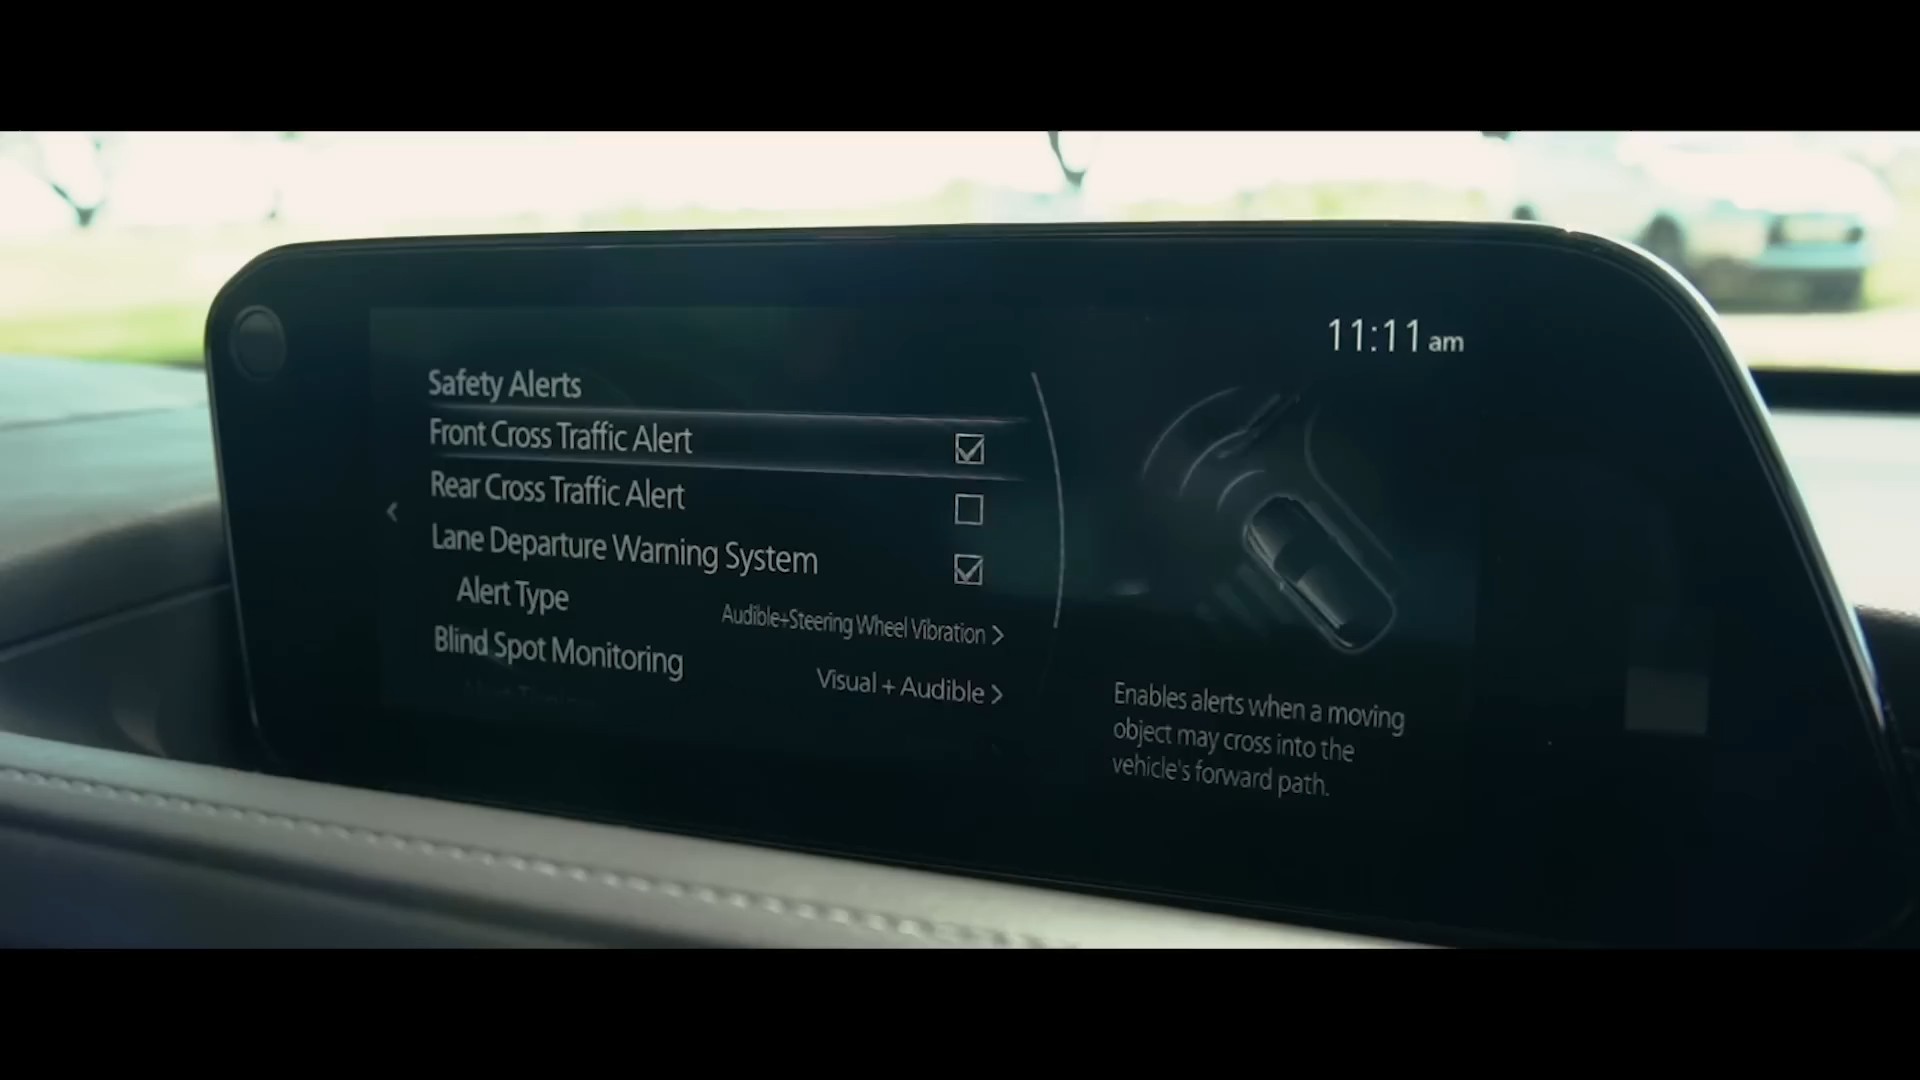 11:11 am
Safety Alerts
Front Cross Traffic Alert
Rear Cross Traffic Alert
Lane Departure Warning System
Alert Type
Audible+Steering Wheel Vibration >
Blind Spot Monitoring
Visual + Audible >
Enables alerts when a moving
object may cross into the
vehicle's forward path.